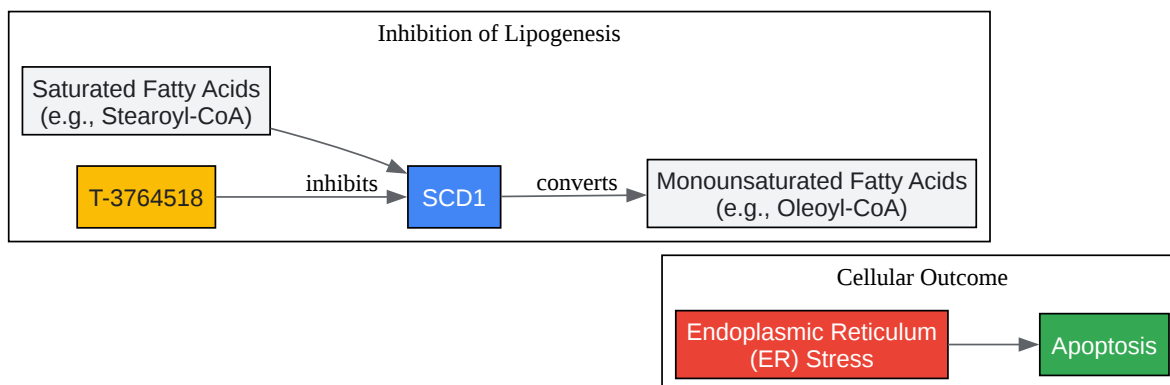 Inhibition of Lipogenesis
Saturated Fatty Acids
(e.g., Stearoyl-CoA)
T-3764518
inhibits
SCD1
converts
Monounsaturated Fatty Acids
(e.g., Oleoyl-CoA)
Cellular Outcome
Endoplasmic Reticulum
(ER) Stress
Apoptosis